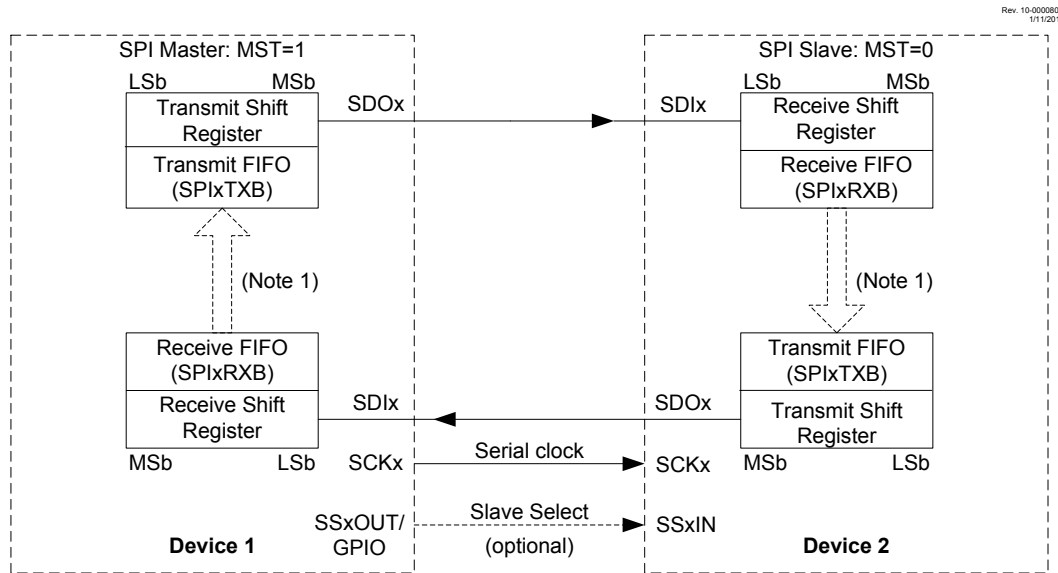 Rev. 10-000080
1/11/201
SPI Master: MST=1
LSb MSb
Transmit Shift
Register
Transmit FIFO
(SPIxTXB)
(Note 1)
Receive FIFO
(SPIxRXB)
Receive Shift
Register
MSb LSb
SDOx
SDIx
SCKx
SSxOUT/
GPIO
Device 1
Serial clock
Slave Select
(optional)
SPI Slave: MST=0
LSb MSb
SDIx
Receive Shift
Register
Receive FIFO
(SPIxRXB)
(Note 1)
Transmit FIFO
(SPIxTXB)
Transmit Shift
Register
MSb LSb
SDOx
SCKx
SSxIN
Device 2